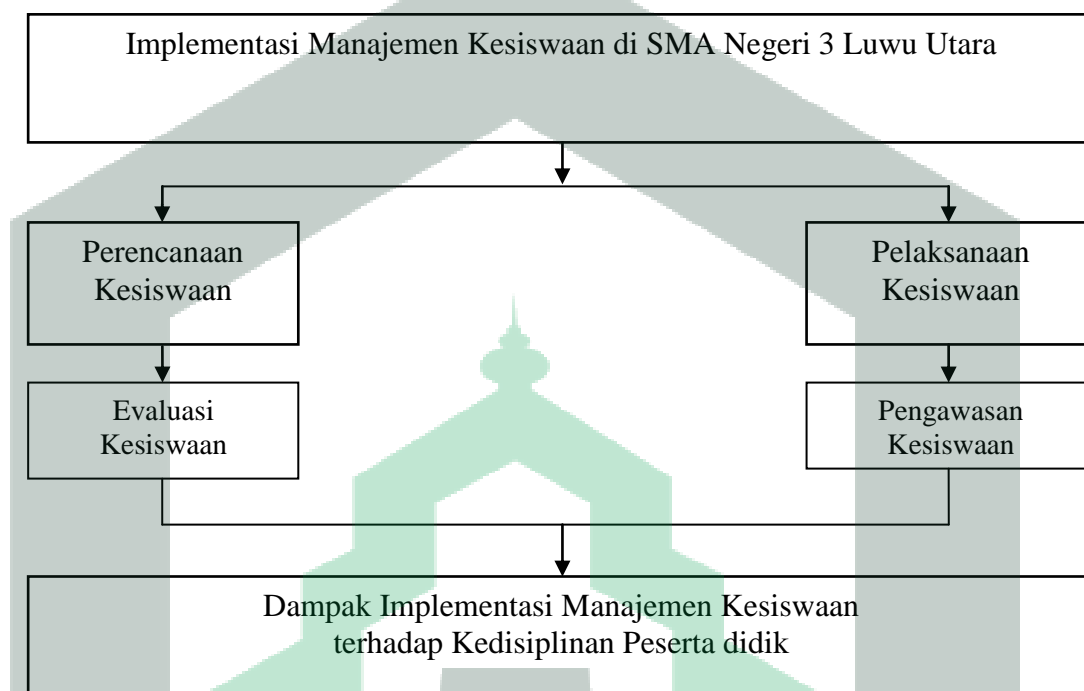 Implementasi Manajemen Kesiswaan di SMA Negeri 3 Luwu Utara
Perencanaan
Kesiswaan
Pelaksanaan
Kesiswaan
Evaluasi
Kesiswaan
Pengawasan
Kesiswaan
Dampak Implementasi Manajemen Kesiswaan
terhadap Kedisiplinan Peserta didik